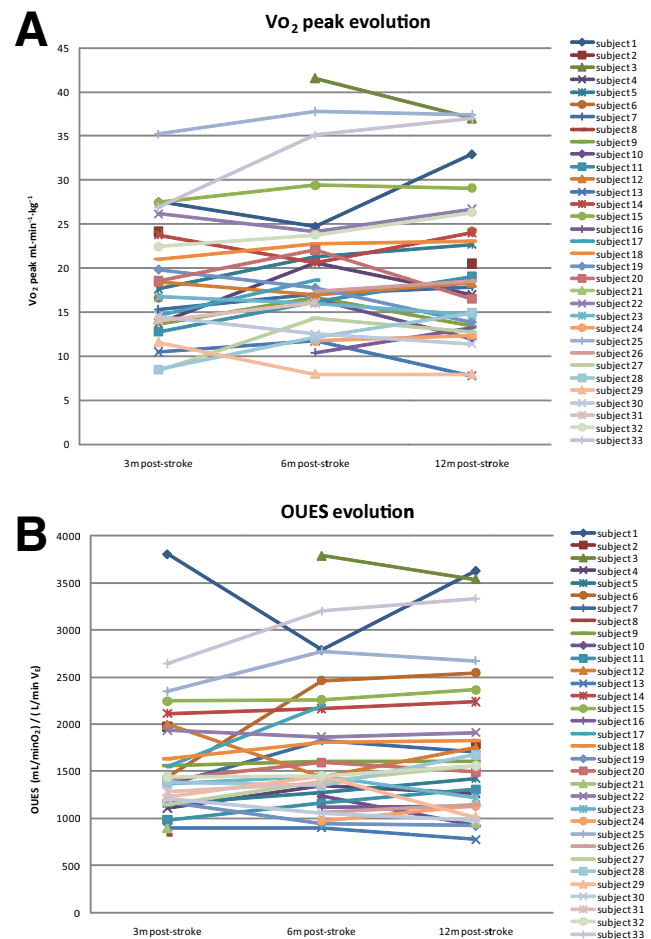 A
Vo2 peak evolution
45
40
35
30
25
20
15
10
5
0
Vo2 peak mL·min-1·kg-1
3m post-stroke
6m post-stroke
12m post-stroke
subject1
subject2
subject3
subject4
subject5
subject6
subject7
subject8
subject9
subject10
subject11
subject12
subject13
subject14
subject15
subject16
subject17
subject18
subject19
subject20
subject21
subject22
subject23
subject24
subject25
subject26
subject27
subject28
subject29
subject30
subject31
subject32
subject33
B
OUES evolution
4000
3500
3000
2500
2000
1500
1000
500
0
OUES (mL/minO2) / ( L/min VE)
3m post-stroke
6m post-stroke
12m post-stroke
subject1
subject2
subject3
subject4
subject5
subject6
subject7
subject8
subject9
subject10
subject11
subject12
subject13
subject14
subject15
subject16
subject17
subject18
subject19
subject20
subject21
subject22
subject23
subject24
subject25
subject26
subject27
subject28
subject29
subject30
subject31
subject32
subject33